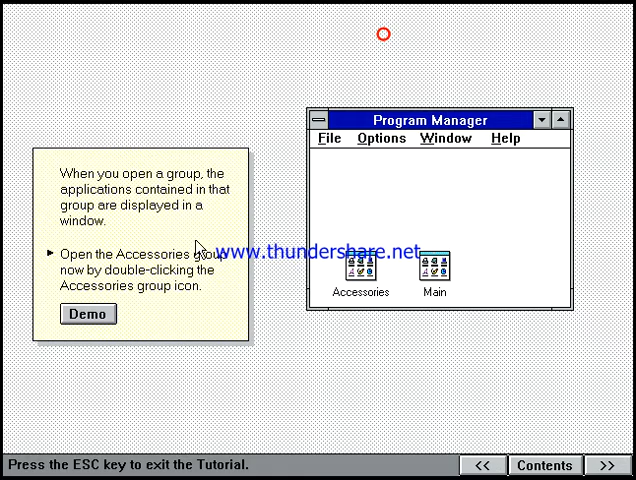 Program Manager
File Options Window Help
When you open a group, the
applications contained in that
group are displayed in a
window.
Open the Accessories group
now by double-clicking the
Accessories group icon.
Demo
www.thundershare.net
Accessories Main
Press the ESC key to exit the Tutorial.
<< Contents >>